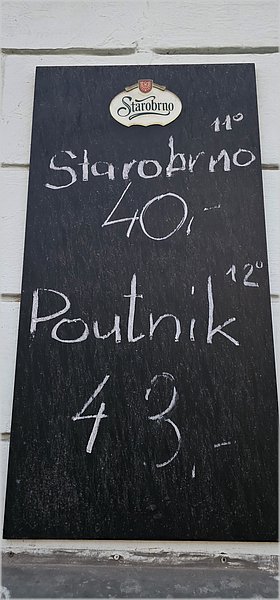 Starobrno
11°
Starobrno
40,-
12°
Poutnik
43,-